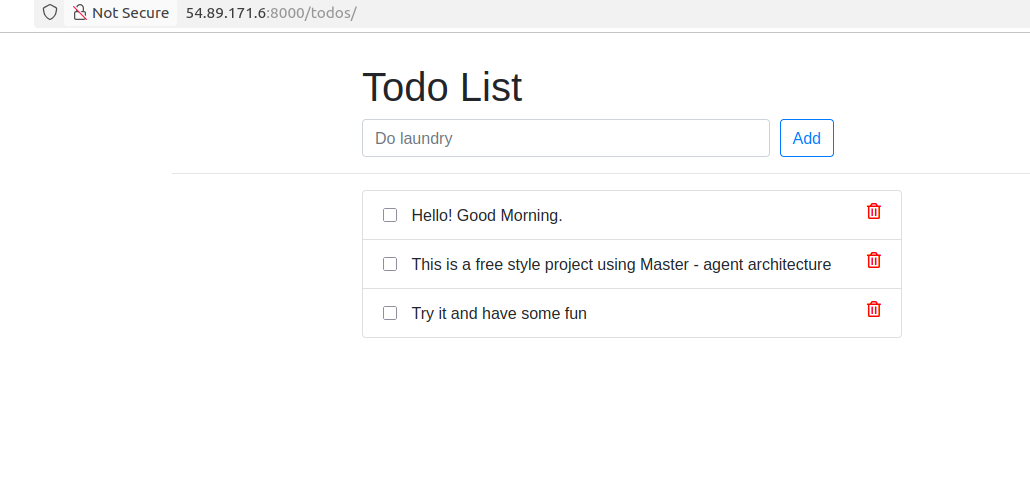 Not Secure 54.89.171.6:8000/todos/
Todo List
Do laundry Add
Hello! Good Morning.
This is a free style project using Master - agent architecture
Try it and have some fun